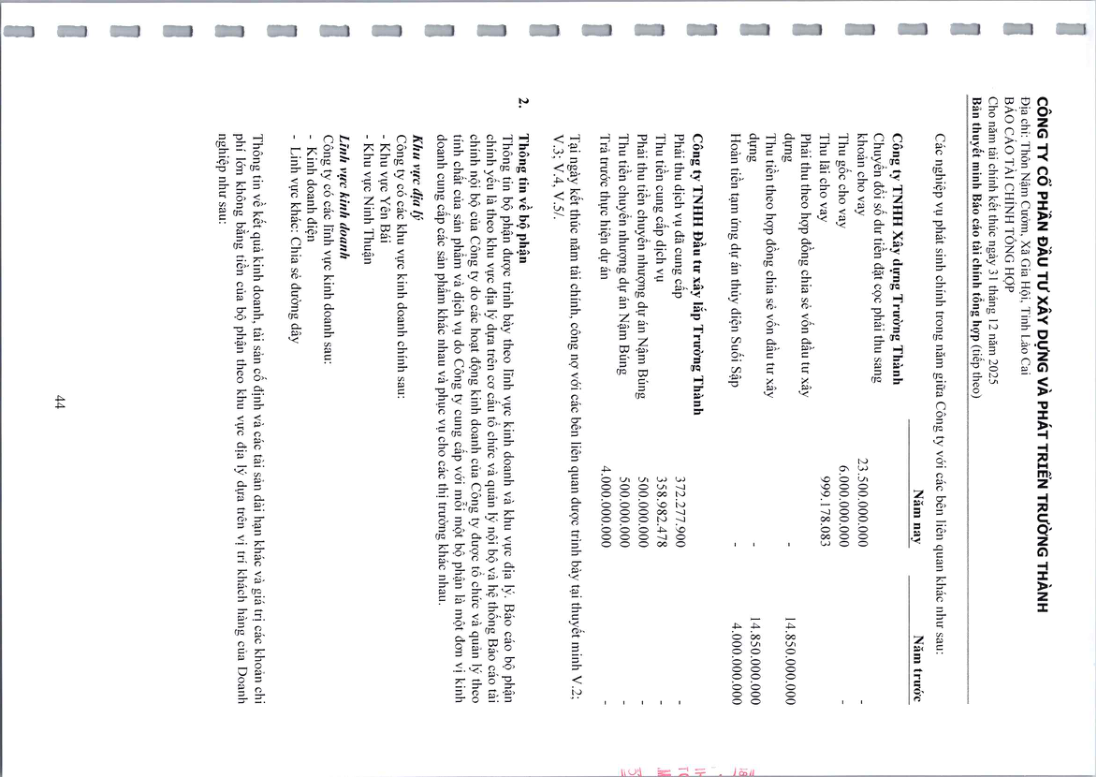 CÔNG TY CỔ PHẦN ĐẦU TƯ XÂY DỰNG VÀ PHÁT TRIỂN TRƯỜNG THÀNH
Địa chỉ: Thôn Nậm Cưởm, Xã Gia Hội, Tỉnh Lào Cai
BÁO CÁO TÀI CHÍNH TỔNG HỢP
Cho năm tài chính kết thúc ngày 31 tháng 12 năm 2025
Bản thuyết minh Báo cáo tài chính tổng hợp (tiếp theo)
Các nghiệp vụ phát sinh chính trong năm giữa Công ty với các bên liên quan khác như sau:
Năm nay Năm trước
Công ty TNHH Xây dựng Trường Thành
Chuyển đổi số dư tiền đặt cọc phải thu sang
khoản cho vay 23.500.000.000 -
Thu gốc cho vay 6.000.000.000 -
Thu lãi cho vay 999.178.083
Phải thu theo hợp đồng chia sẻ vốn đầu tư xây
dựng - 14.850.000.000
Thu tiền theo hợp đồng chia sẻ vốn đầu tư xây
dựng - 14.850.000.000
Hoàn tiền tạm ứng dự án thủy điện Suối Sập - 4.000.000.000
Công ty TNHH Đầu tư xây lắp Trường Thành
Phải thu dịch vụ đã cung cấp 372.277.900 -
Thu tiền cung cấp dịch vụ 358.982.478 -
Phải thu tiền chuyển nhượng dự án Nậm Búng 500.000.000 -
Thu tiền chuyển nhượng dự án Nậm Búng 500.000.000 -
Trả trước thực hiện dự án 4.000.000.000 -
Tại ngày kết thúc năm tài chính, công nợ với các bên liên quan được trình bày tại thuyết minh V.2;
V.3; V.4, V.5/.
2. Thông tin về bộ phận
Thông tin bộ phận được trình bày theo lĩnh vực kinh doanh và khu vực địa lý. Báo cáo bộ phận
chính yếu là theo khu vực địa lý dựa trên cơ cấu tổ chức và quản lý nội bộ và hệ thống Báo cáo tài
chính nội bộ của Công ty do các hoạt động kinh doanh của Công ty được tổ chức và quản lý theo
tính chất của sản phẩm và dịch vụ do Công ty cung cấp với mỗi một bộ phận là một đơn vị kinh
doanh cung cấp các sản phẩm khác nhau và phục vụ cho các thị trường khác nhau.
Khu vực địa lý
Công ty có các khu vực kinh doanh chính sau:
- Khu vực Yên Bái
- Khu vực Ninh Thuận
Lĩnh vực kinh doanh
Công ty có các lĩnh vực kinh doanh sau:
- Kinh doanh điện
- Lĩnh vực khác: Chia sẻ đường dây
Thông tin về kết quả kinh doanh, tài sản cố định và các tài sản dài hạn khác và giá trị các khoản chi
phí lớn không bằng tiền của bộ phận theo khu vực địa lý dựa trên vị trí khách hàng của Doanh
nghiệp như sau:
44